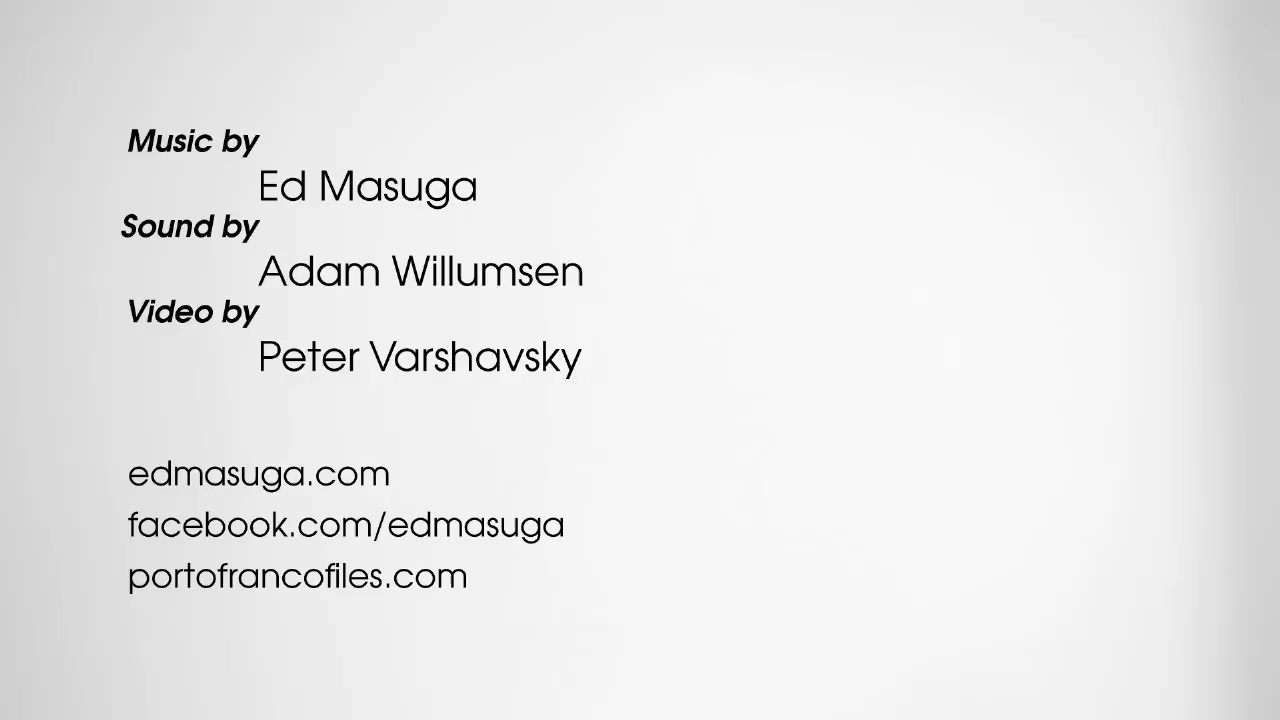 Music by
Ed Masuga
Sound by
Adam Willumsen
Video by
Peter Varshavsky
edmasuga.com
facebook.com/edmasuga
portofrancofiles.com